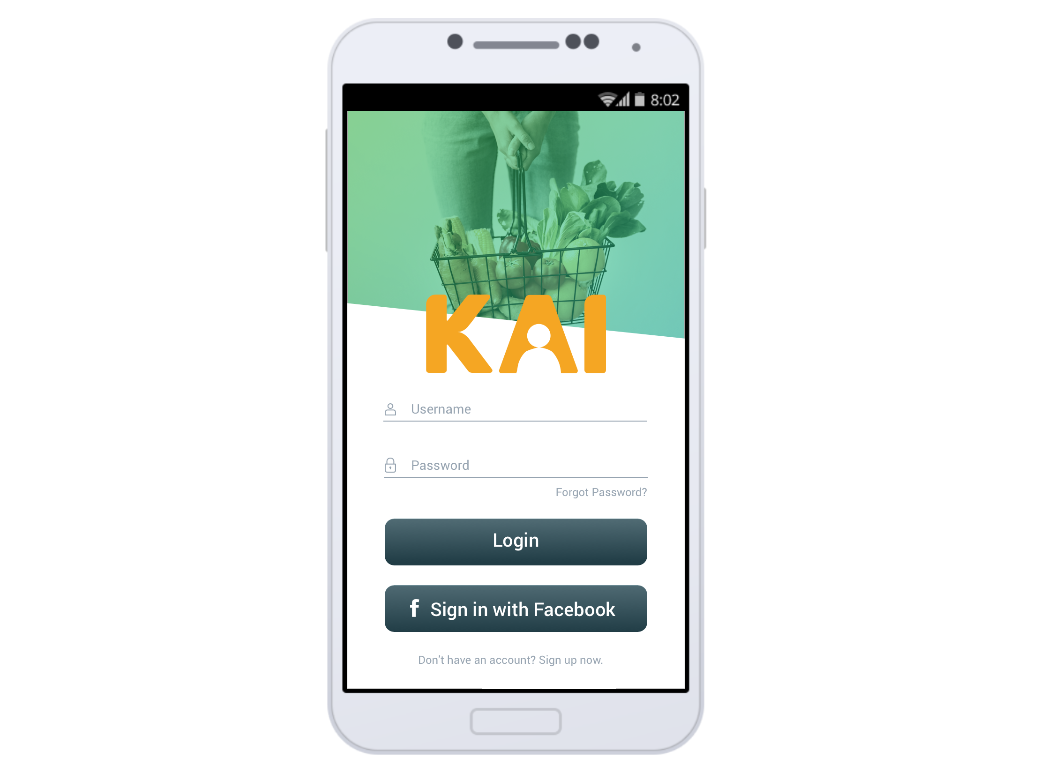 8:02
KAI
Username
Password
Forgot Password?
Login
f Sign in with Facebook
Don't have an account? Sign up now.